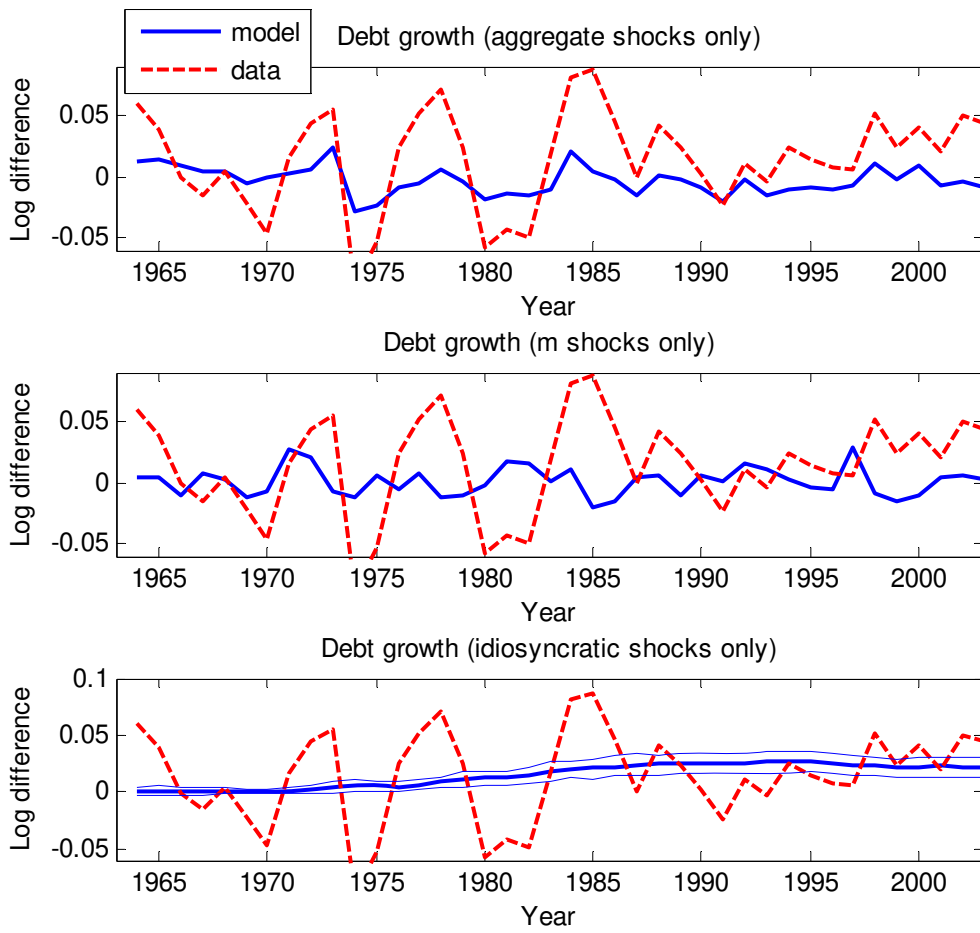 model
data
Debt growth (aggregate shocks only)
Log difference
0.05
0
-0.05
1965 1970 1975 1980 1985 1990 1995 2000
Year
Debt growth (m shocks only)
Log difference
0.05
0
-0.05
1965 1970 1975 1980 1985 1990 1995 2000
Year
Debt growth (idiosyncratic shocks only)
Log difference
0.1
0.05
0
-0.05
1965 1970 1975 1980 1985 1990 1995 2000
Year